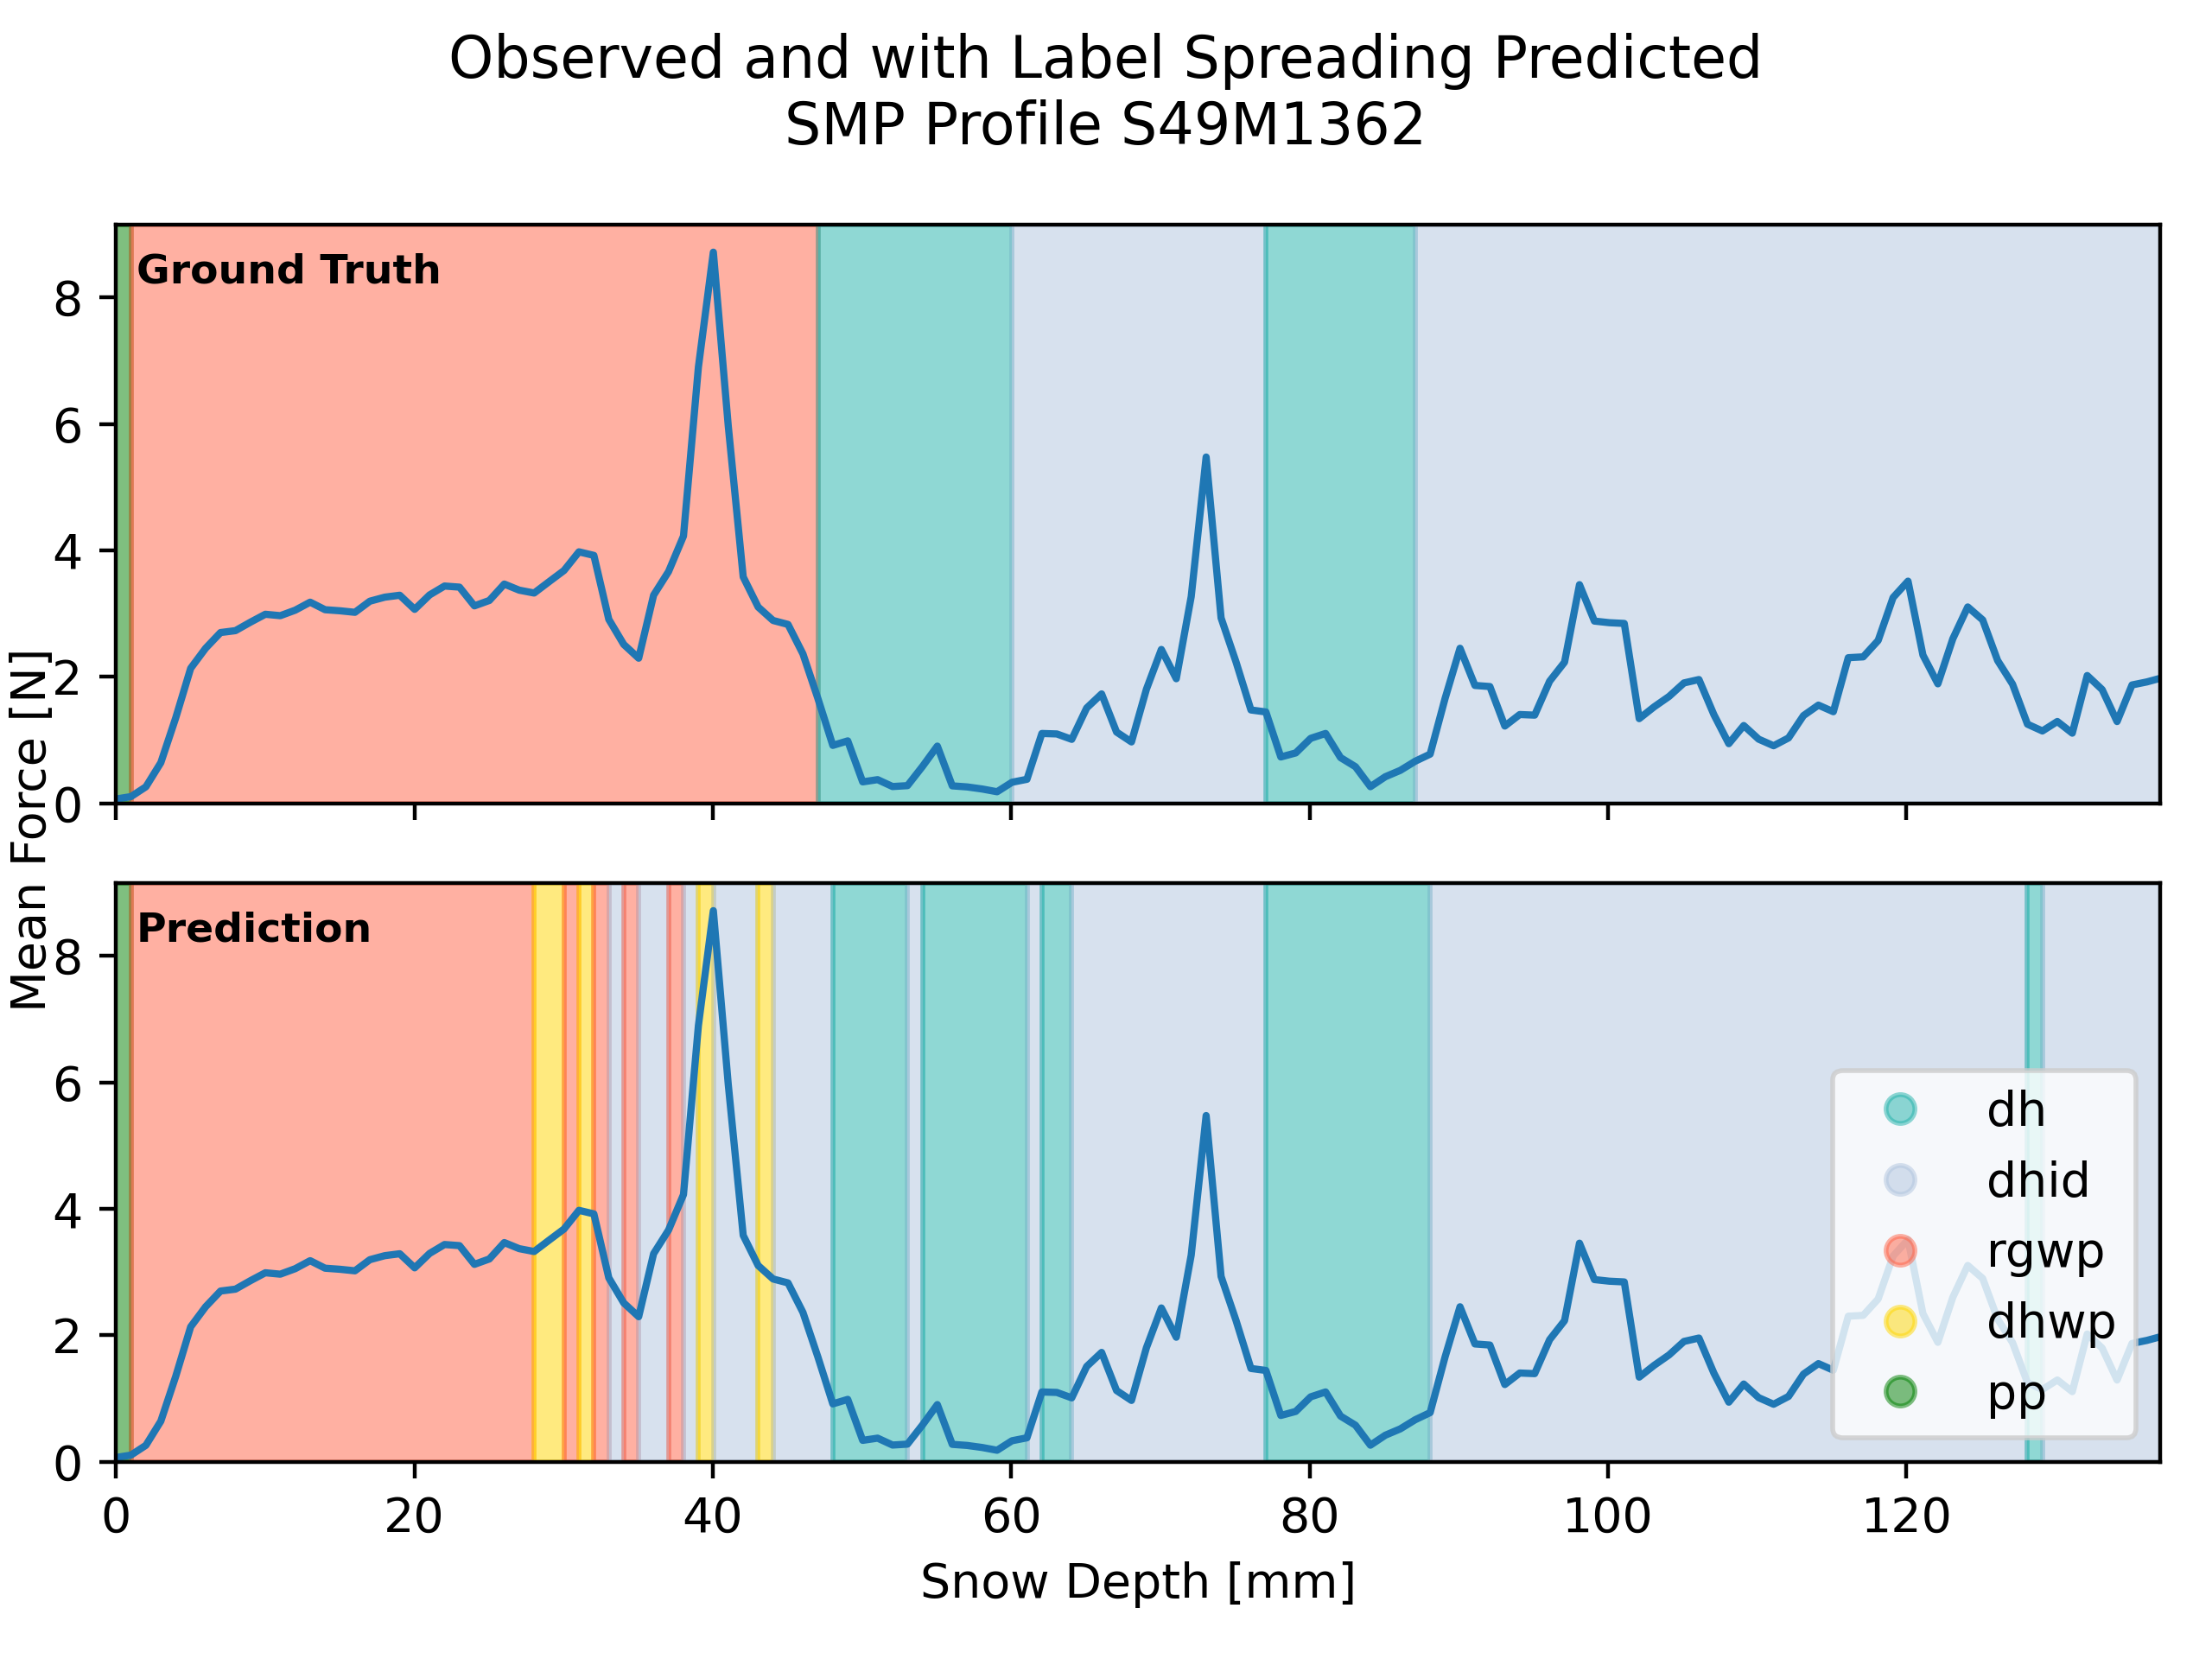 Observed and with Label Spreading Predicted
SMP Profile S49M1362
Ground Truth
8
6
4
2
0
Mean Force [N]
Prediction
8
6
4
2
0
dh
dhid
rgwp
dhwp
pp
0 20 40 60 80 100 120
Snow Depth [mm]